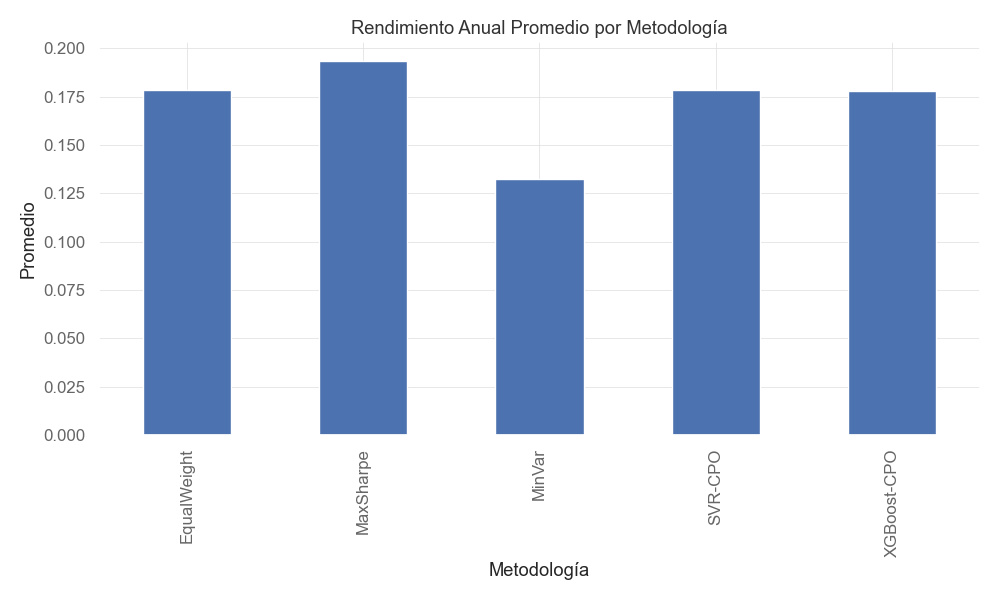 Rendimiento Anual Promedio por Metodología
Promedio
0.200
0.175
0.150
0.125
0.100
0.075
0.050
0.025
0.000
EqualWeight
MaxSharpe
MinVar
SVR-CPO
XGBoost-CPO
Metodología